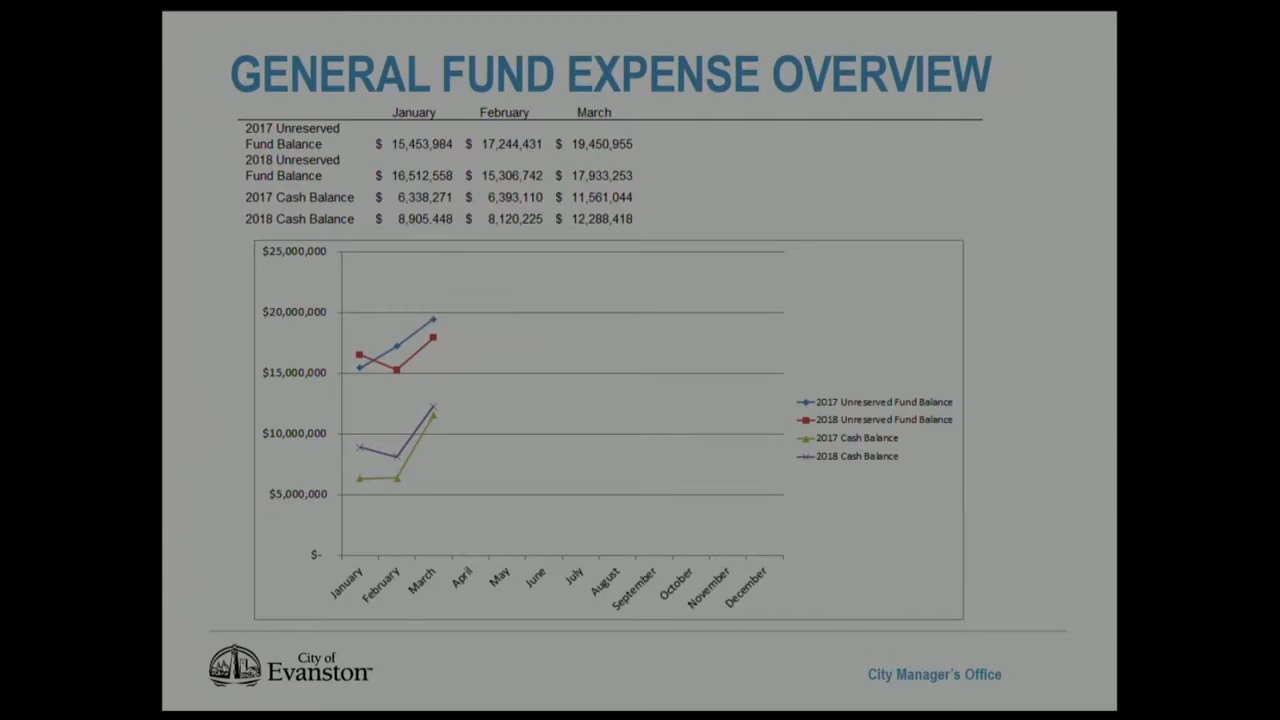 GENERAL FUND EXPENSE OVERVIEW
January February March
2017 Unreserved
Fund Balance $ 15,453,984 $ 17,244,431 $ 19,450,955
2018 Unreserved
Fund Balance $ 16,512,558 $ 15,306,742 $ 17,933,253
2017 Cash Balance $ 6,338,271 $ 6,393,110 $ 11,561,044
2018 Cash Balance $ 8,905.448 $ 8,120,225 $ 12,288,418
$25,000,000
$20,000,000
$15,000,000
$10,000,000
$5,000,000
$-
January February March April May June July August September October November December
2017 Unreserved Fund Balance
2018 Unreserved Fund Balance
2017 Cash Balance
2018 Cash Balance
City of
Evanston™
City Manager's Office